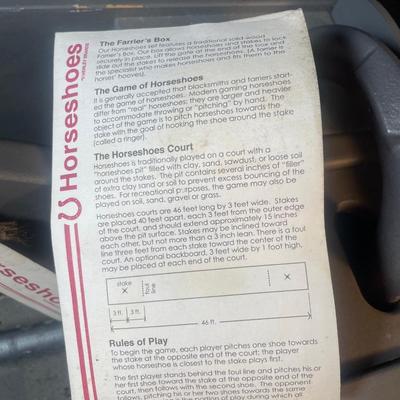 Horseshoes
The Farrier's Box
Our Horseshoes set features a traditional solid-wood
Farrier's Box. Our box allows horseshoes and stakes to lock
securely in place. Lift the gate at the end of the box and
slide out the stakes to release the horseshoes. (A farrier is
the specialist who makes horseshoes and fits them to the
horses' hooves).
The Game of Horseshoes
It is generally accepted that blacksmiths and farriers start-
ed the game of horseshoes. Modern gaming horseshoes
differ from "real" horseshoes; they are larger and heavier
to accommodate throwing or "pitching" by hand. The
object of the game is to pitch horseshoes towards the
stake with the goal of hooking the shoe around the stake
(called a ringer).
The Horseshoes Court
Horseshoes is traditionally played on a court with a
"horseshoes pit" filled with clay, sand, sawdust, or loose soil
around the stakes. The pit contains several inches of "filler"
of extra clay sand or soil to prevent excess bouncing of the
shoes. For recreational purposes, the game may also be
played on soil, sand, gravel or grass.
Horseshoes courts are 46 feet long by 3 feet wide. Stakes
are placed 40 feet apart, each 3 feet from the outer edge
of the court, and should extend approximately 15 inches
above the pit surface. Stakes may be inclined toward
each other, but not more than a 3 inch lean. There is a foul
line three feet from each stake toward the center of the
court. An optional backboard, 3 feet wide by 1 foot high,
may be placed at each end of the court.
stake
foul
line
3 ft.
3 ft.
46 ft.
Rules of Play
To begin the game, each player pitches one shoe towards
the stake at the opposite end of the court; the player
whose horseshoe is closest to the stake plays first.
The first player stands behind the foul line and pitches his or
her first shoe toward the stake at the opposite end of the
court, then follows with the second shoe. The opponent
follows, pitching his or her two shoes towards the same
portion of play during which all
rseshoes